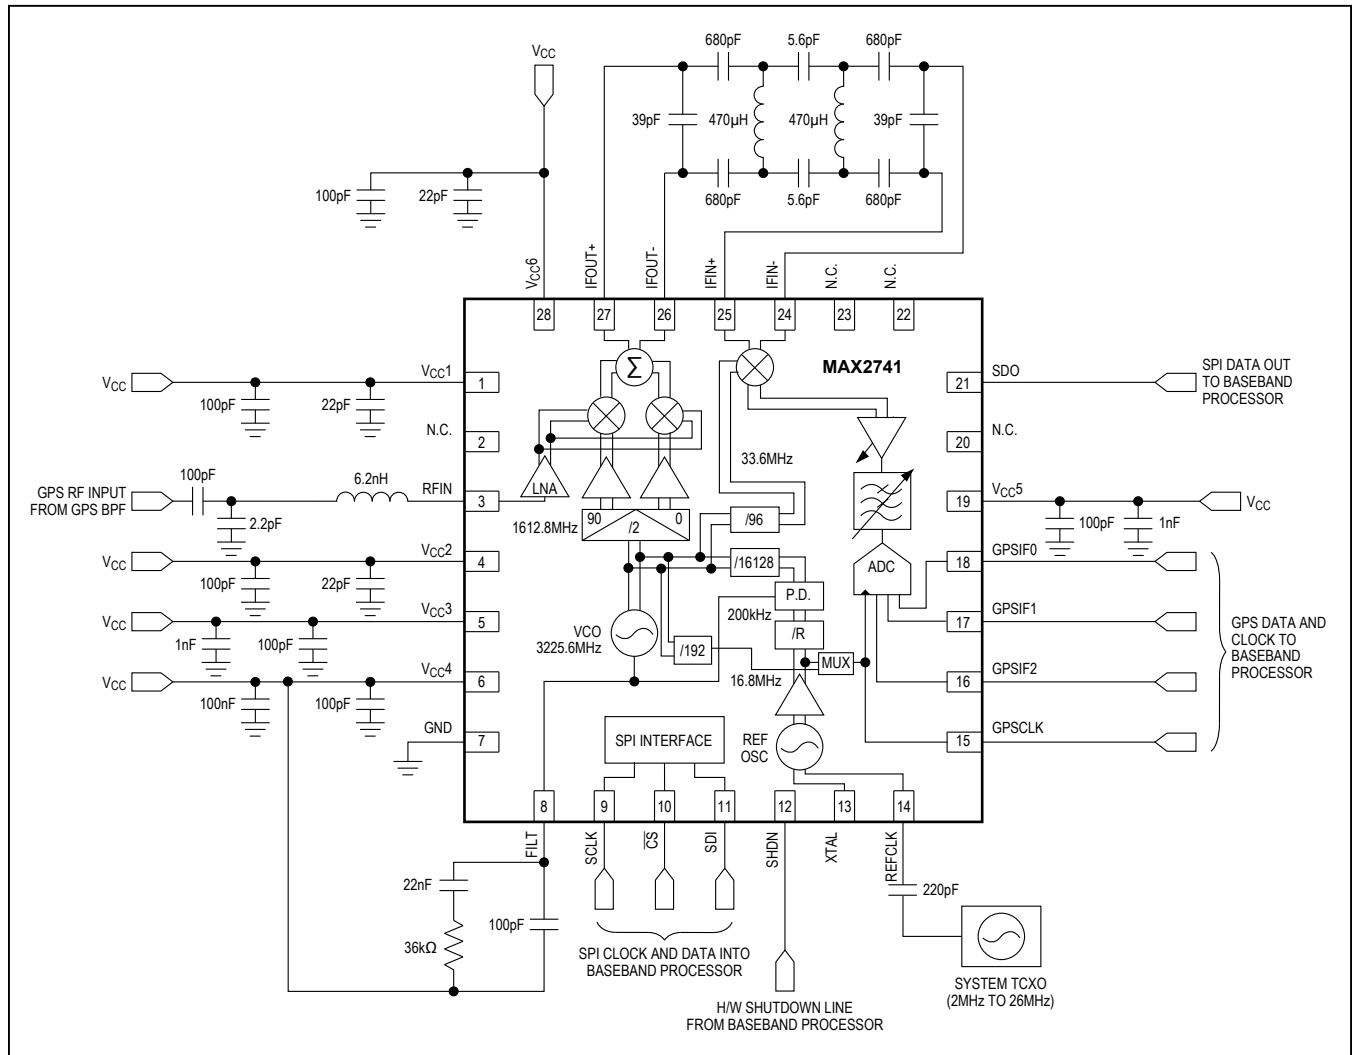 680pF 5.6pF 680pF
VCC
39pF 470µH 470µH 39pF
100pF 22pF
680pF 5.6pF 680pF
VCC6 IFOUT+ IFOUT- IFIN+ IFIN- N.C. N.C.
28 27 26 25 24 23 22
Σ
MAX2741
VCC VCC1 1
100pF 22pF
21 SDO
SPI DATA OUT
TO BASEBAND
PROCESSOR
N.C. 2
20 N.C.
33.6MHz
100pF 6.2nH
GPS RF INPUT
FROM GPS BPF
RFIN 3
2.2pF
LNA
1612.8MHz
90 /2 0
/96
19 VCC5 VCC
100pF 1nF
VCC VCC2 4
100pF 22pF
/16128
ADC
18 GPSIF0
P.D.
200kHz
/R
VCC VCC3 5
1nF 100pF
VCO
3225.6MHz
/192
MUX
17 GPSIF1
GPS DATA AND
CLOCK TO
BASEBAND
PROCESSOR
VCC VCC4 6
100nF 100pF
16.8MHz
16 GPSIF2
GND 7
SPI INTERFACE
REF
OSC
15 GPSCLK
8 9 10 11 12 13 14
FILT SCLK CS SDI SHDN XTAL REFCLK
22nF
36kΩ
100pF
220pF
SPI CLOCK AND DATA INTO
BASEBAND PROCESSOR
SYSTEM TCXO
(2MHz TO 26MHz)
H/W SHUTDOWN LINE
FROM BASEBAND PROCESSOR